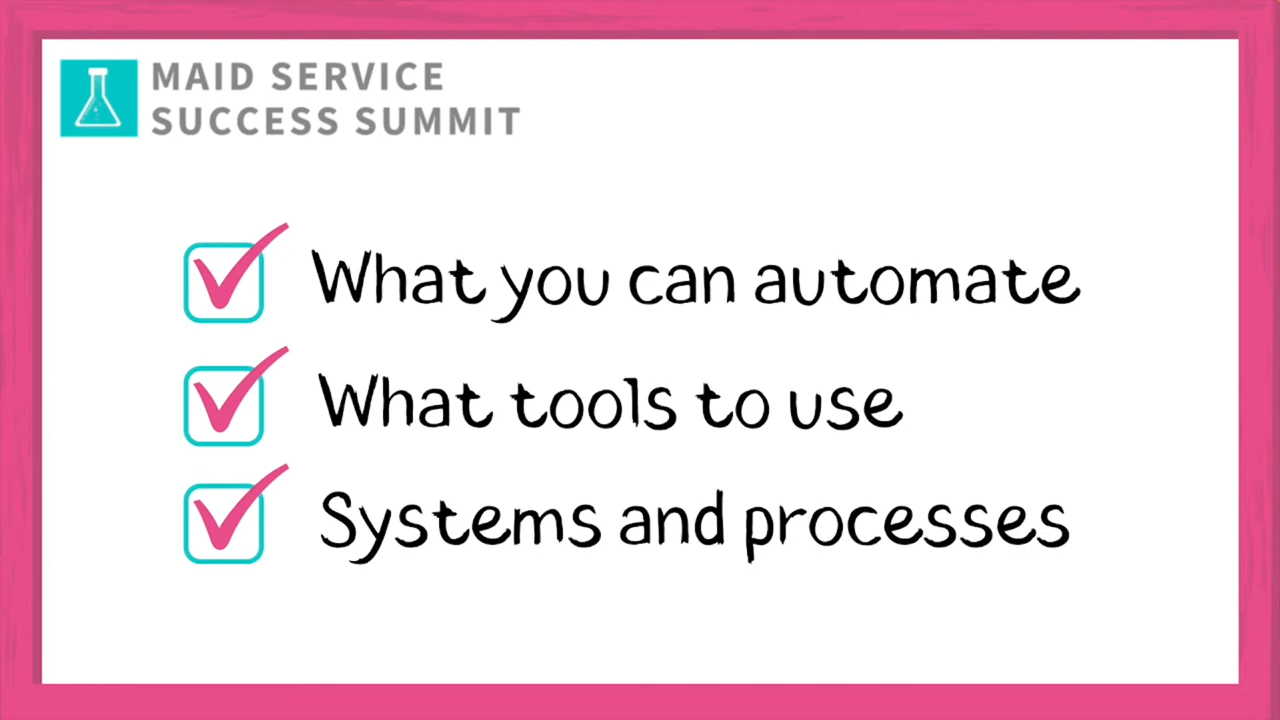 MAID SERVICE
SUCCESS SUMMIT
What you can automate
What tools to use
Systems and processes